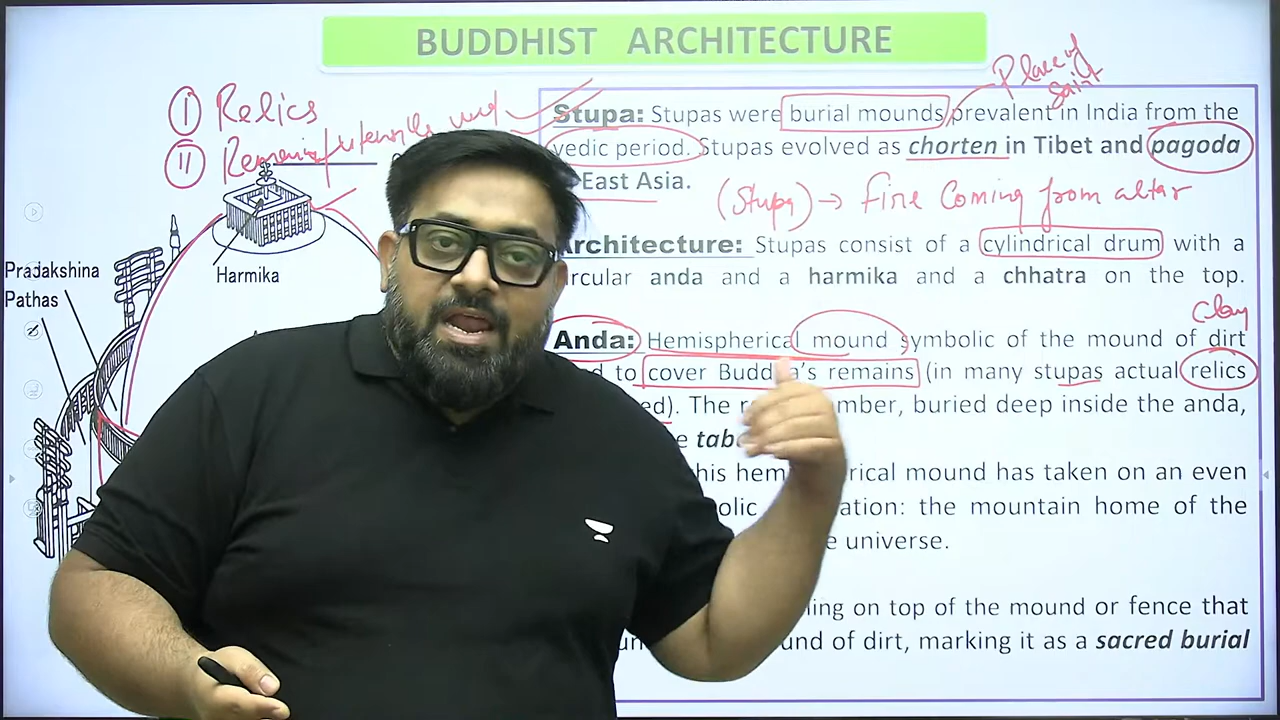 BUDDHIST ARCHITECTURE
Place of
Saint
I Relics
II
Stupa: Stupas were burial mounds prevalent in India from the
vedic period. Stupas evolved as chorten in Tibet and pagoda
East Asia.
(Stupa) → Fire Coming from altar
Harmika
Pradakshina
Pathas
Architecture: Stupas consist of a cylindrical drum with a
circular anda and a harmika and a chhatra on the top.
Clay
Anda: Hemispherical mound symbolic of the mound of dirt
to cover Buddha's remains (in many stupas actual relics
ed). The r mber, buried deep inside the anda,
e tab
his hem rical mound has taken on an even
olic ation: the mountain home of the
e universe.
ling on top of the mound or fence that
und of dirt, marking it as a sacred burial